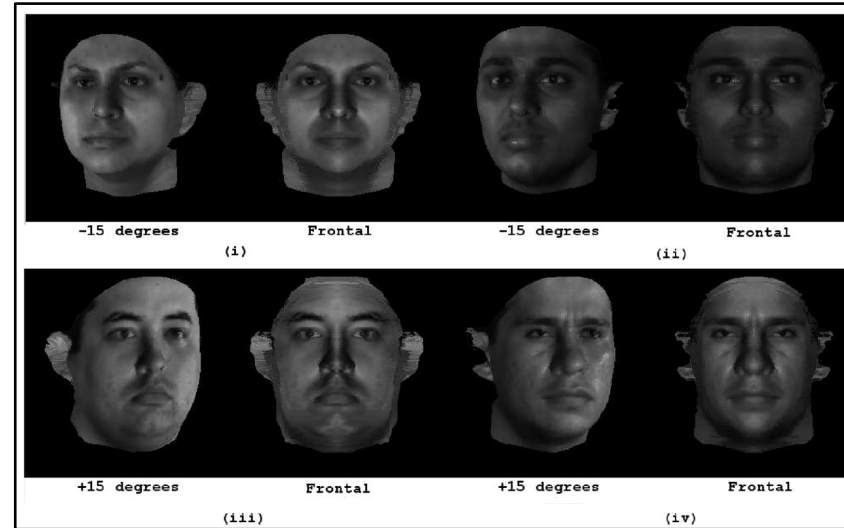 -15 degrees Frontal -15 degrees Frontal
(i) (ii)
+15 degrees Frontal +15 degrees Frontal
(iii) (iv)